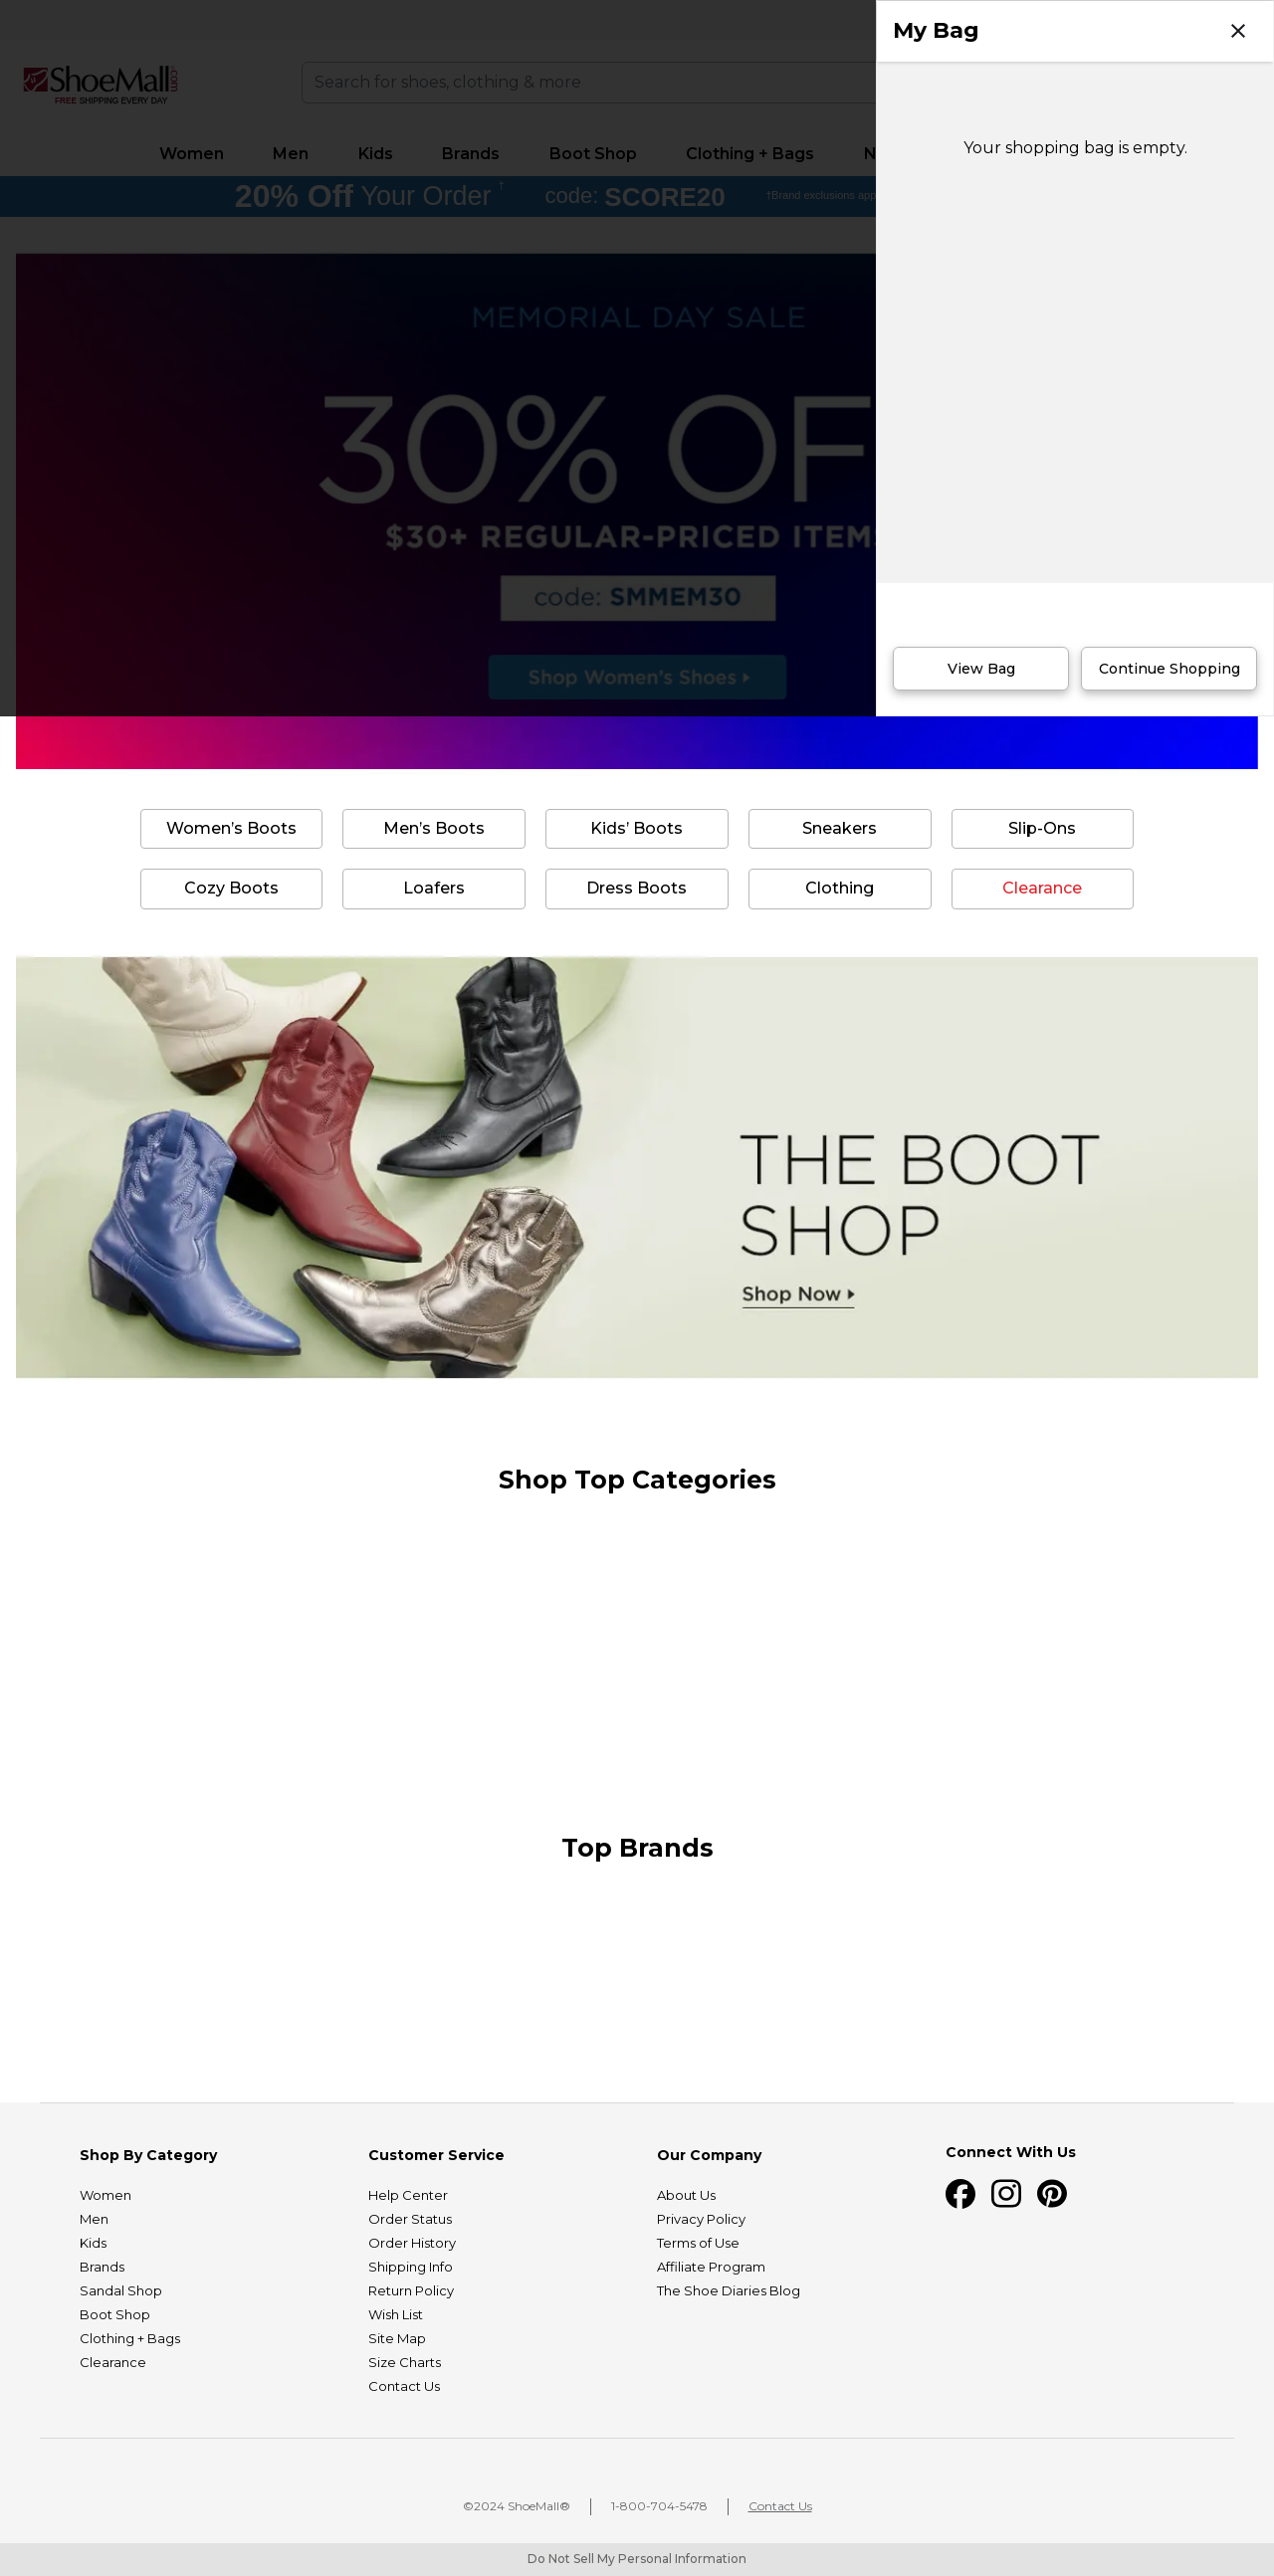 ShoeMall.com
FREE SHIPPING EVERY DAY
Search for shoes, clothing & more
Women Men Kids Brands Boot Shop Clothing + Bags N
20% Off Your Order † code: SCORE20 †Brand exclusions app
MEMORIAL DAY SALE
30% OF
$30+ REGULAR-PRICED ITEMS
code: SMMEM30
Shop Women's Shoes
My Bag
Your shopping bag is empty.
View Bag Continue Shopping
Women’s Boots Men’s Boots Kids’ Boots Sneakers Slip-Ons
Cozy Boots Loafers Dress Boots Clothing Clearance
THE BOOT
SHOP
Shop Now
Shop Top Categories
Top Brands
Shop By Category
Women
Men
Kids
Brands
Sandal Shop
Boot Shop
Clothing + Bags
Clearance
Customer Service
Help Center
Order Status
Order History
Shipping Info
Return Policy
Wish List
Site Map
Size Charts
Contact Us
Our Company
About Us
Privacy Policy
Terms of Use
Affiliate Program
The Shoe Diaries Blog
Connect With Us
©2024 ShoeMall® 1-800-704-5478 Contact Us
Do Not Sell My Personal Information